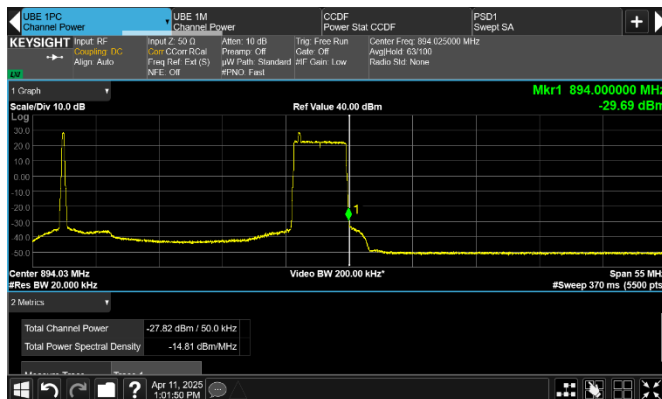 UBE 1PC
Channel Power
UBE 1M
Channel Power
CCDF
Power Stat CCDF
PSD1
Swept SA
KEYSIGHT
Input: RF
Coupling: DC
Align: Auto
Input Z: 50 Ω
Corr CCorr RCal
Freq Ref: Ext (S)
NFE: Off
Atten: 10 dB
Preamp: Off
µW Path: Standard
#PNO: Fast
Trig: Free Run
Gate: Off
#IF Gain: Low
Center Freq: 894.025000 MHz
Avg|Hold: 63/100
Radio Std: None
1 Graph
Mkr1 894.000000 MHz
Scale/Div 10.0 dB
Ref Value 40.00 dBm
-29.69 dBm
Log
30.0
20.0
10.0
0.00
-10.0
-20.0
-30.0
-40.0
-50.0
1
Center 894.03 MHz
Video BW 200.00 kHz*
Span 55 MHz
#Res BW 20.000 kHz
#Sweep 370 ms (5500 pts
2 Metrics
Total Channel Power -27.82 dBm / 50.0 kHz
Total Power Spectral Density -14.81 dBm/MHz
Measure Trace Trace 1
Apr 11, 2025
1:01:50 PM